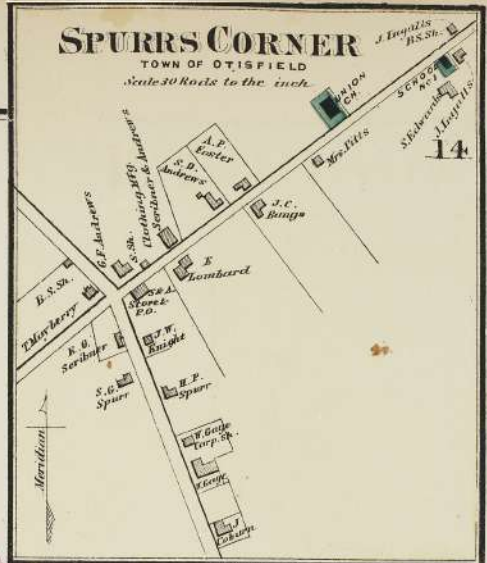 SPURRS CORNER
TOWN OF OTISFIELD
Scale 30 Rods to the inch
J. Ingalls
B.S. Sh.
UNION
CH.
SCHOOL
No 1
S. Edwards
J. Ingalls
14
Mrs. Pitts
A. P.
Foster
S. D.
Andrews
J. C.
Clothing Mfg.
Scribner & Andrews
S. Sh.
G. F. Andrews
E
Lombard
B. S. Sh.
T. Mayberry
S & A.
Store &
P.O.
J. W.
Knight
K. O.
Scribner
S. G.
Spurr
H. P.
Spurr
W. Gage
Carp. Sh.
W. Gage
J
Coburn
Meridian